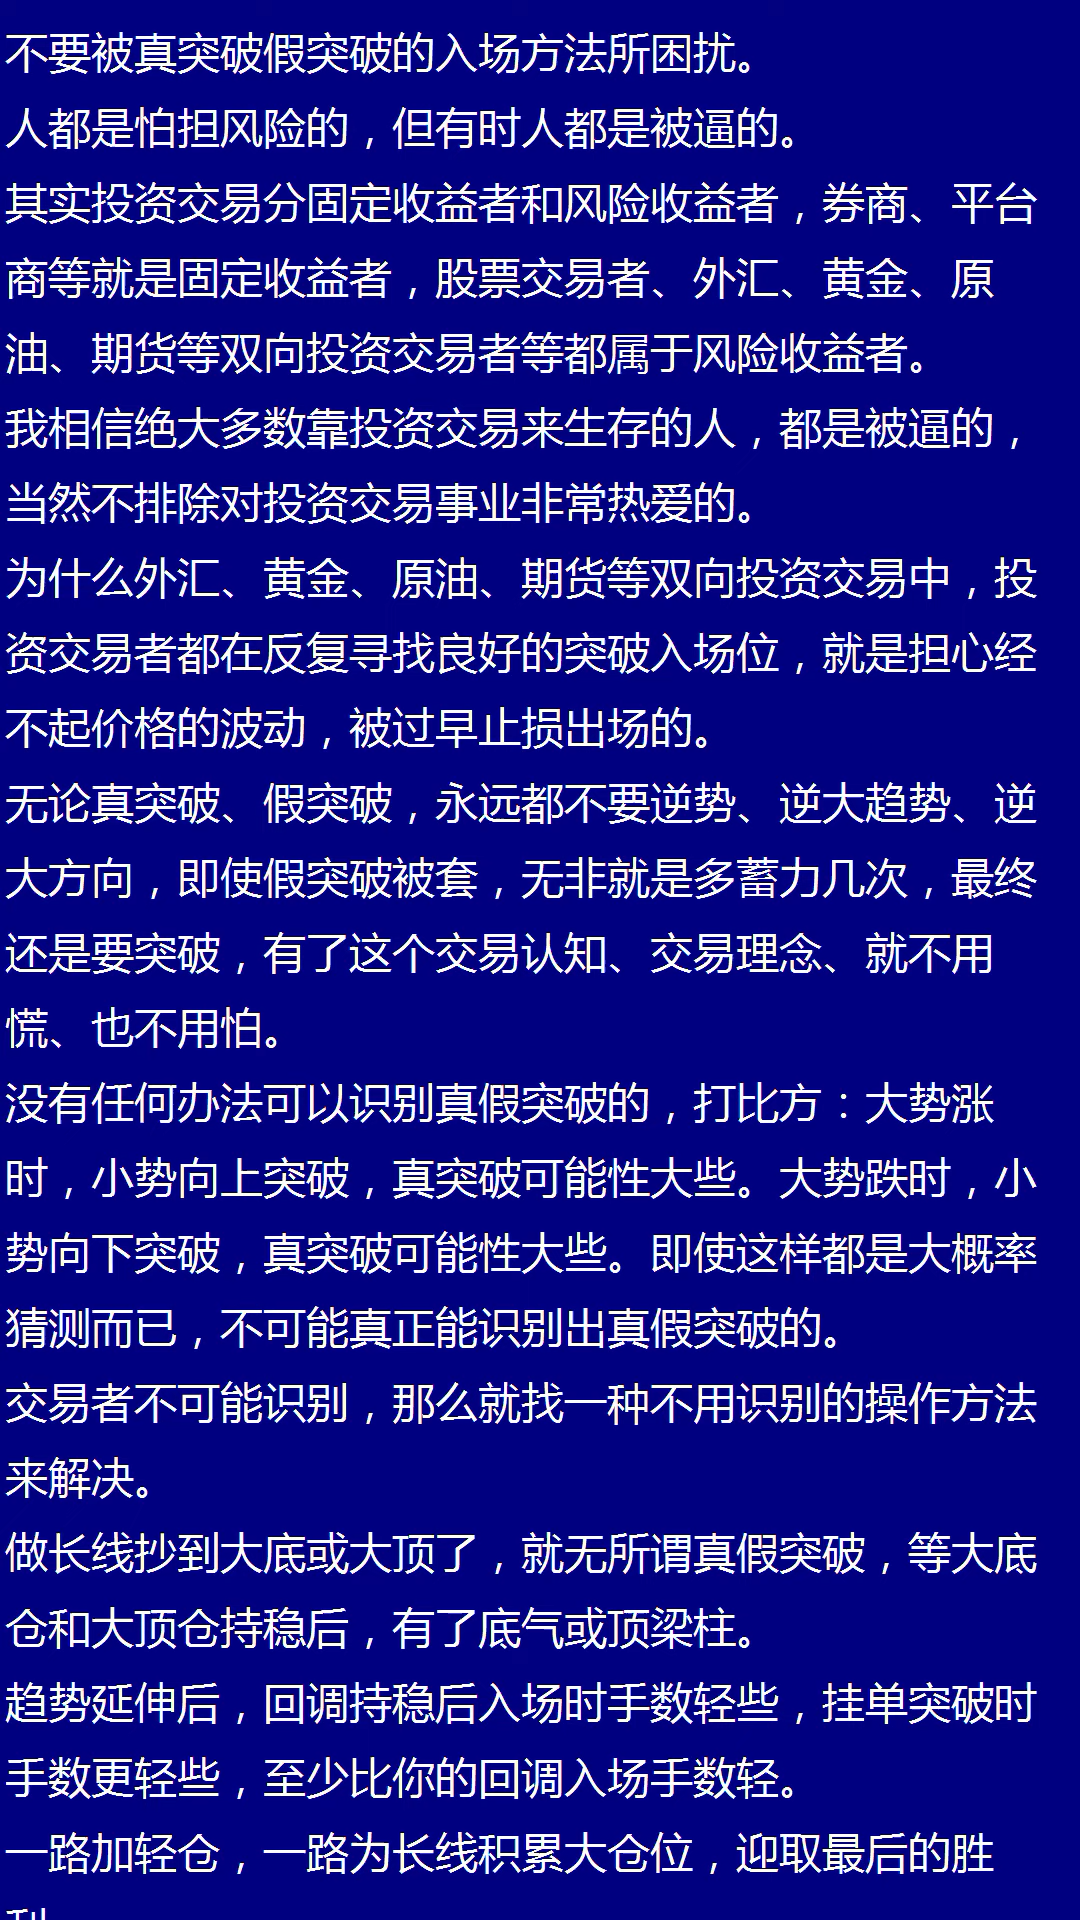 不要被真突破假突破的入场方法所困扰。
人都是怕担风险的，但有时人都是被逼的。
其实投资交易分固定收益者和风险收益者，券商、平台
商等就是固定收益者，股票交易者、外汇、黄金、原
油、期货等双向投资交易者等都属于风险收益者。
我相信绝大多数靠投资交易来生存的人，都是被逼的，
当然不排除对投资交易事业非常热爱的。
为什么外汇、黄金、原油、期货等双向投资交易中，投
资交易者都在反复寻找良好的突破入场位，就是担心经
不起价格的波动，被过早止损出场的。
无论真突破、假突破，永远都不要逆势、逆大趋势、逆
大方向，即使假突破被套，无非就是多蓄力几次，最终
还是要突破，有了这个交易认知、交易理念、就不用
慌、也不用怕。
没有任何办法可以识别真假突破的，打比方：大势涨
时，小势向上突破，真突破可能性大些。大势跌时，小
势向下突破，真突破可能性大些。即使这样都是大概率
猜测而已，不可能真正能识别出真假突破的。
交易者不可能识别，那么就找一种不用识别的操作方法
来解决。
做长线抄到大底或大顶了，就无所谓真假突破，等大底
仓和大顶仓持稳后，有了底气或顶梁柱。
趋势延伸后，回调持稳后入场时手数轻些，挂单突破时
手数更轻些，至少比你的回调入场手数轻。
一路加轻仓，一路为长线积累大仓位，迎取最后的胜